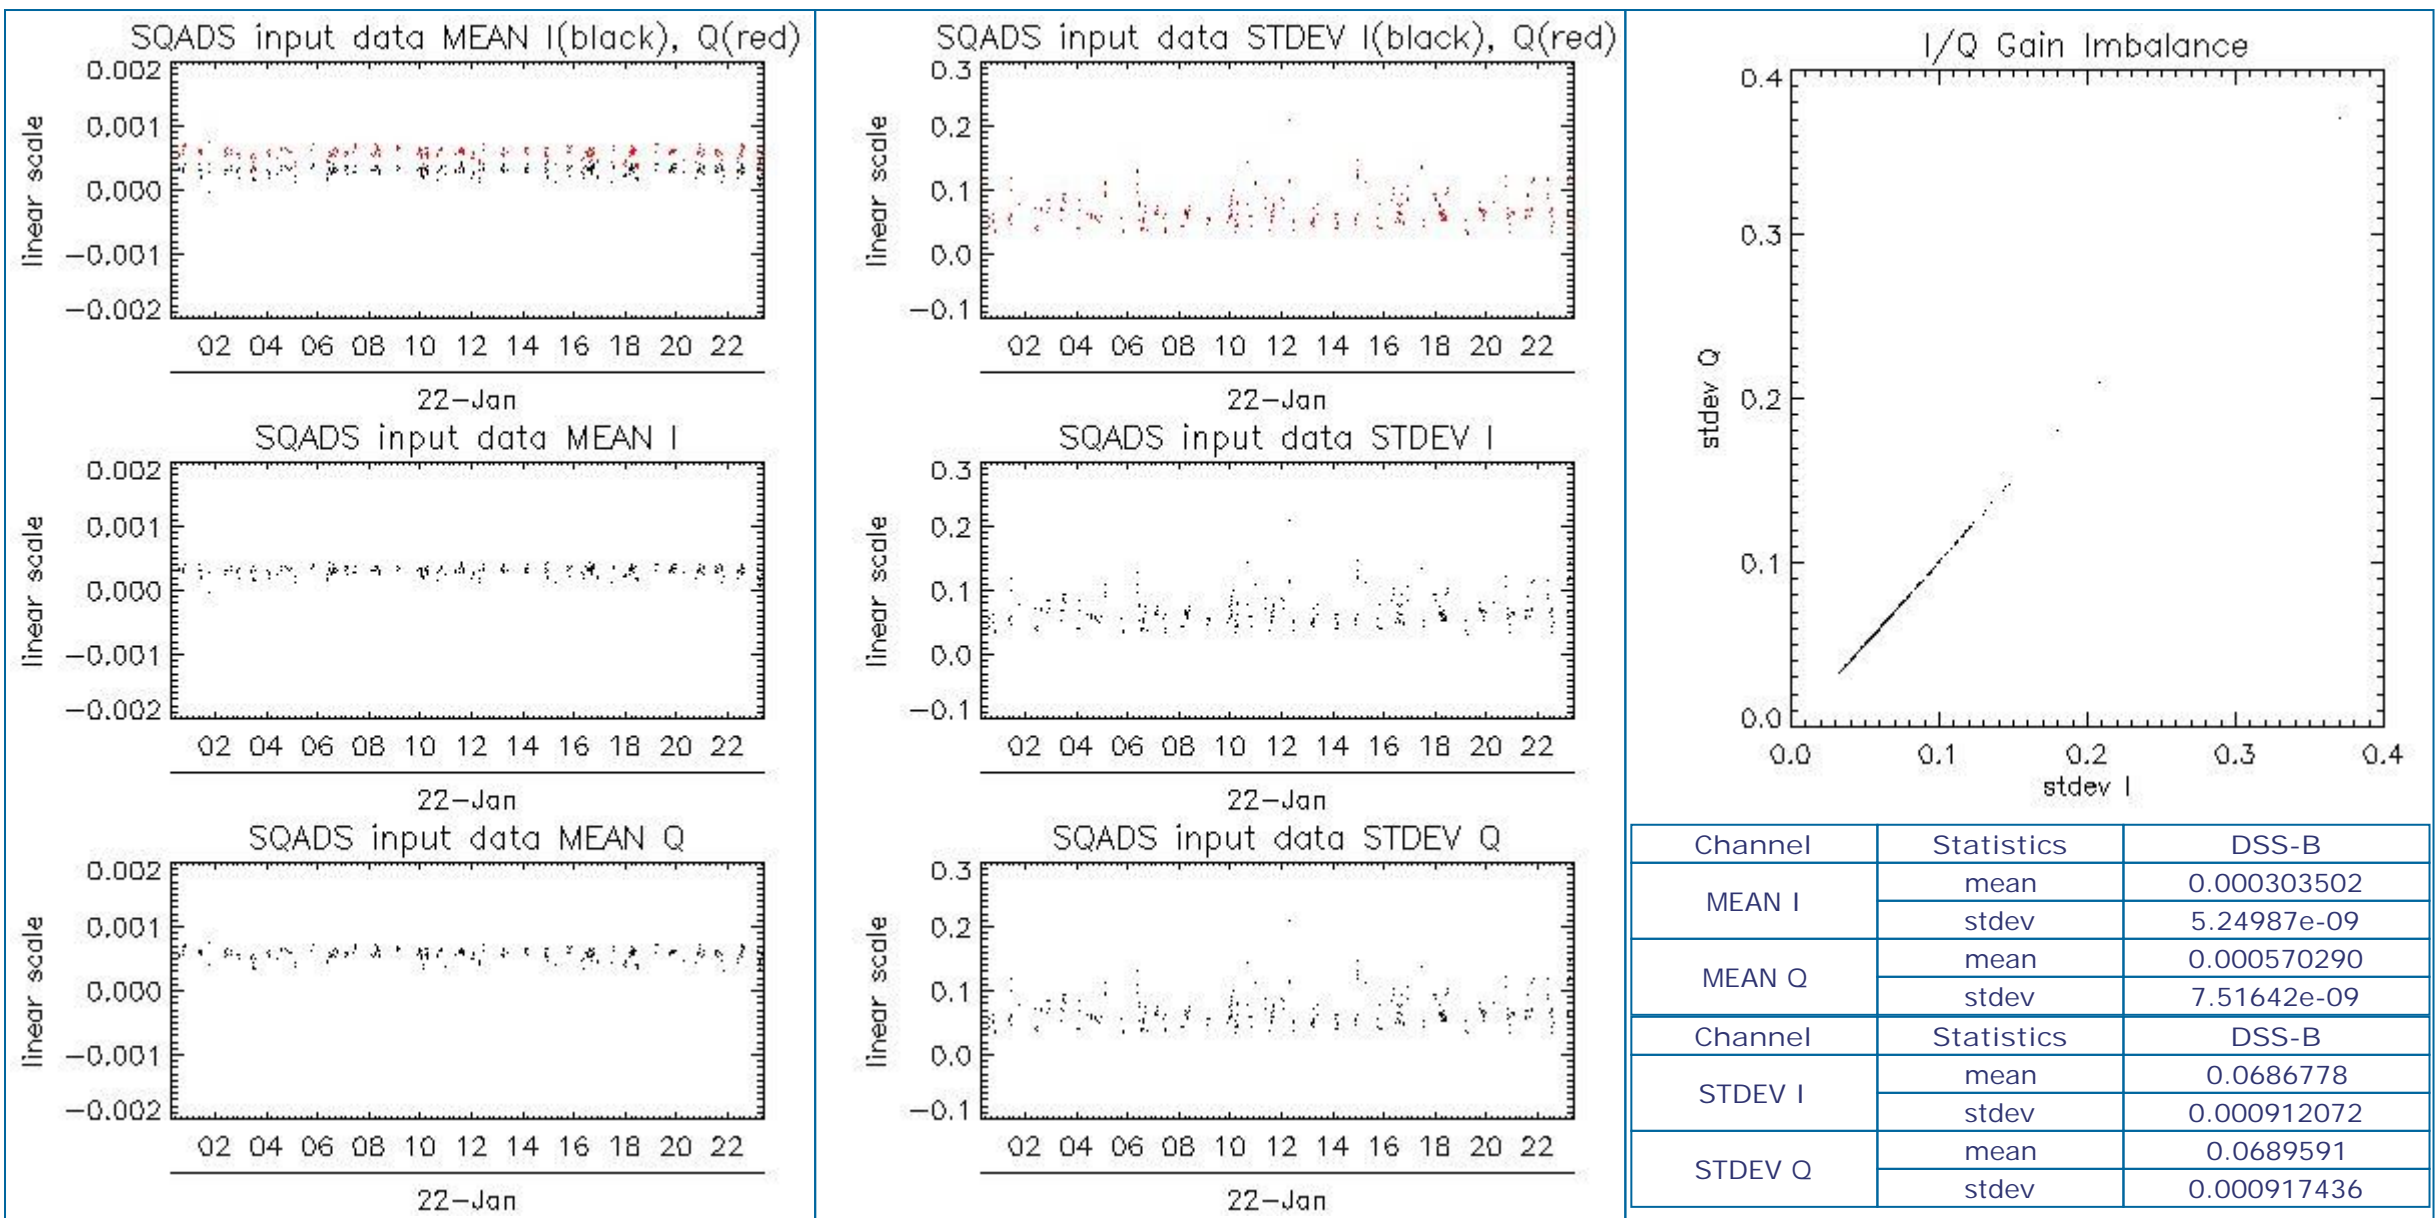 SQADS input data MEAN I(black), Q(red)
0.002
0.001
0.000
−0.001
−0.002
linear scale
02 04 06 08 10 12 14 16 18 20 22
22−Jan
SQADS input data MEAN I
0.002
0.001
0.000
−0.001
−0.002
linear scale
02 04 06 08 10 12 14 16 18 20 22
22−Jan
SQADS input data MEAN Q
0.002
0.001
0.000
−0.001
−0.002
linear scale
02 04 06 08 10 12 14 16 18 20 22
22−Jan
SQADS input data STDEV I(black), Q(red)
0.3
0.2
0.1
0.0
−0.1
linear scale
02 04 06 08 10 12 14 16 18 20 22
22−Jan
SQADS input data STDEV I
0.3
0.2
0.1
0.0
−0.1
linear scale
02 04 06 08 10 12 14 16 18 20 22
22−Jan
SQADS input data STDEV Q
0.3
0.2
0.1
0.0
−0.1
linear scale
02 04 06 08 10 12 14 16 18 20 22
22−Jan
I/Q Gain Imbalance
0.4
0.3
0.2
0.1
0.0
stdev Q
0.0 0.1 0.2 0.3 0.4
stdev I
Channel Statistics DSS-B
MEAN I mean 0.000303502
stdev 5.24987e-09
MEAN Q mean 0.000570290
stdev 7.51642e-09
Channel Statistics DSS-B
STDEV I mean 0.0686778
stdev 0.000912072
STDEV Q mean 0.0689591
stdev 0.000917436